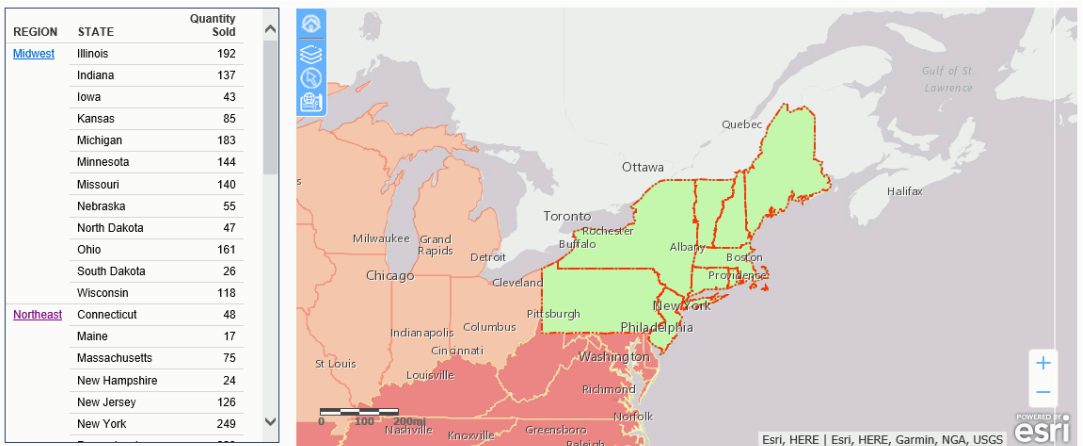 REGION STATE Quantity Sold
Midwest Illinois 192
Indiana 137
Iowa 43
Kansas 85
Michigan 183
Minnesota 144
Missouri 140
Nebraska 55
North Dakota 47
Ohio 161
South Dakota 26
Wisconsin 118
Northeast Connecticut 48
Maine 17
Massachusetts 75
New Hampshire 24
New Jersey 126
New York 249
Gulf of St.
Lawrence
Quebec
Ottawa
Halifax
Toronto
Rochester
Buffalo
Milwaukee
Grand
Rapids
Albany
Detroit
Boston
Chicago
Providence
Cleveland
New York
Pittsburgh
Philadelphia
Indianapolis
Columbus
Cincinnati
Washington
St Louis
Louisville
Richmond
0 100 200mi
Norfolk
Nashville
Knoxville
Greensboro
Raleigh
+
−
POWERED BY
esri
Esri, HERE | Esri, HERE, Garmin, NGA, USGS